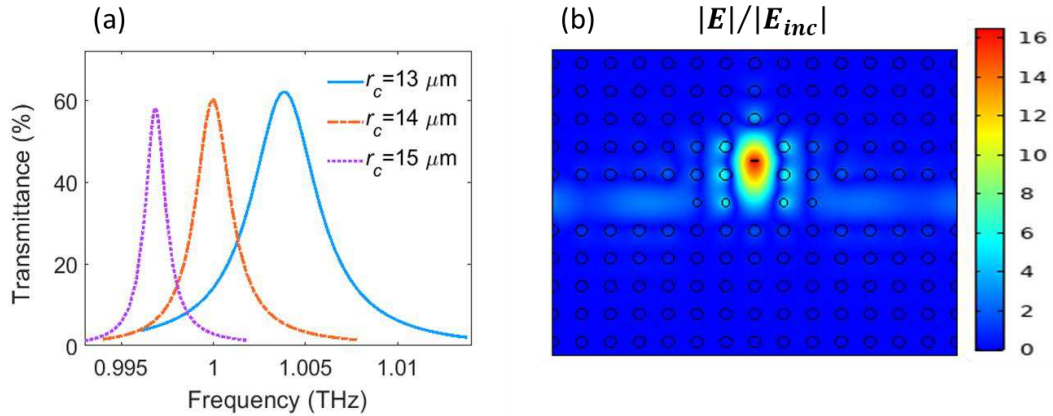 (a)
Transmittance (%)
60
40
20
0
r_c=13 μm
r_c=14 μm
r_c=15 μm
0.995
1
1.005
1.01
Frequency (THz)
(b)
|E|/|E_inc|
16
14
12
10
8
6
4
2
0